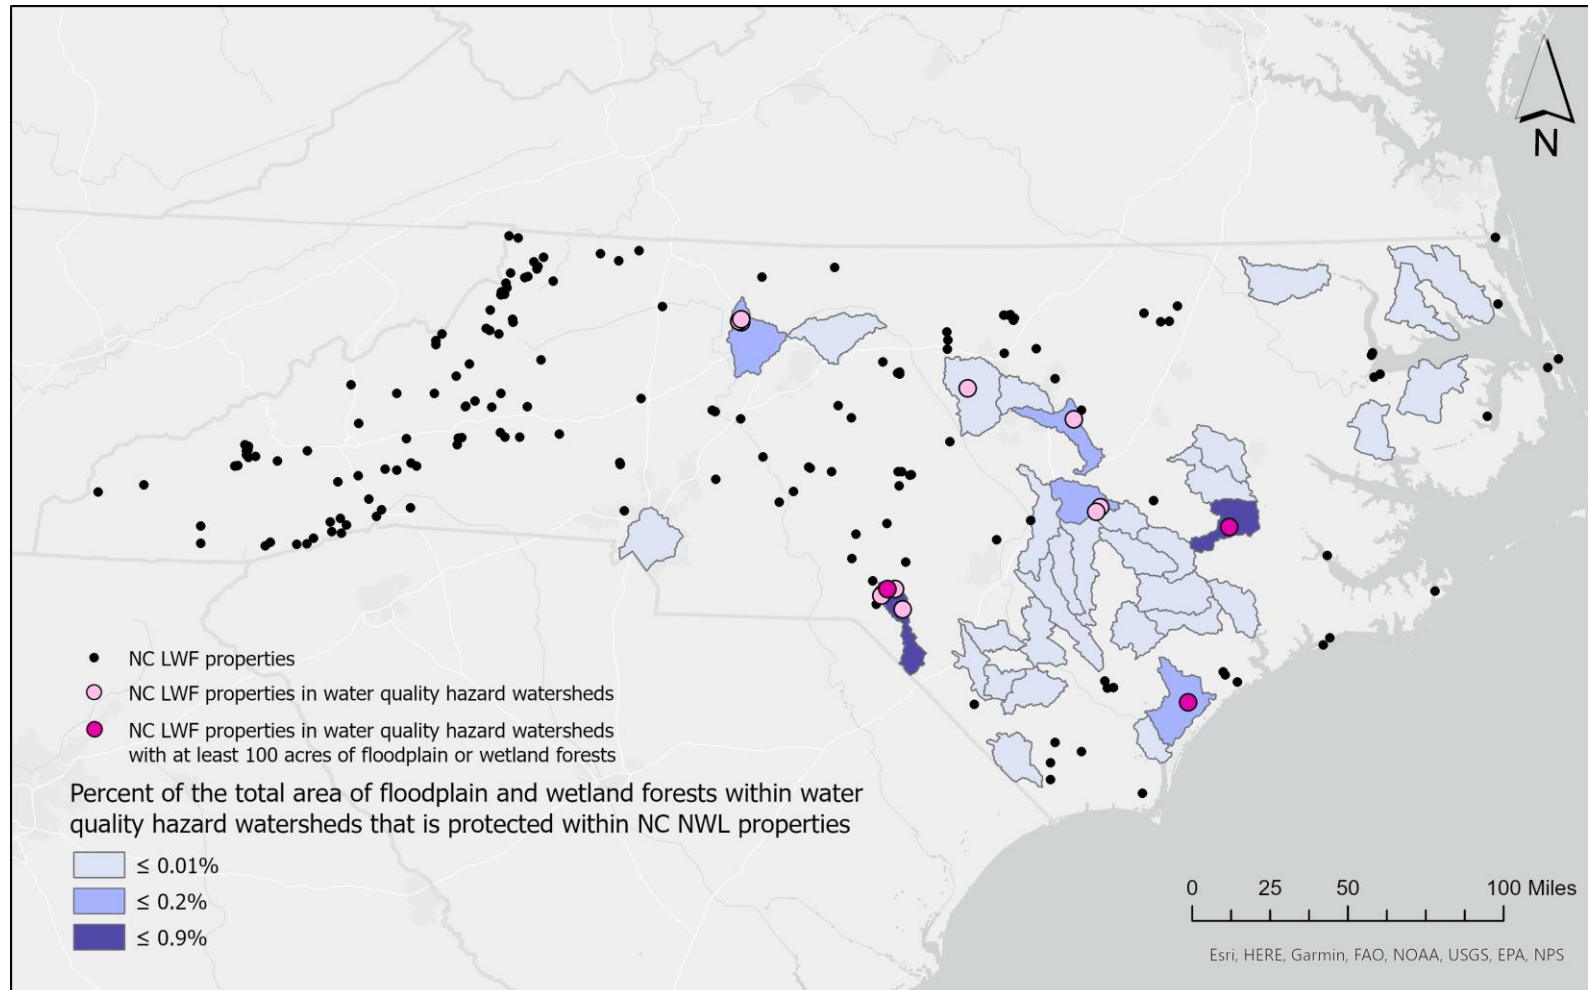 N
NC LWF properties
NC LWF properties in water quality hazard watersheds
NC LWF properties in water quality hazard watersheds
with at least 100 acres of floodplain or wetland forests
Percent of the total area of floodplain and wetland forests within water
quality hazard watersheds that is protected within NC NWL properties
≤ 0.01%
≤ 0.2%
≤ 0.9%
0 25 50 100 Miles
Esri, HERE, Garmin, FAO, NOAA, USGS, EPA, NPS